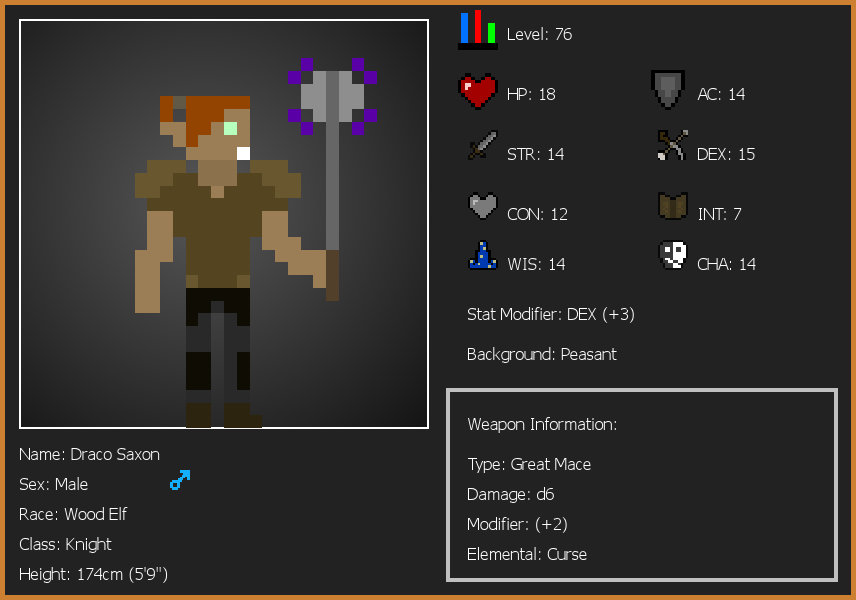 Level: 76
HP: 18
AC: 14
STR: 14
DEX: 15
CON: 12
INT: 7
WIS: 14
CHA: 14
Stat Modifier: DEX (+3)
Background: Peasant
Weapon Information:
Type: Great Mace
Damage: d6
Modifier: (+2)
Elemental: Curse
Name: Draco Saxon
Sex: Male
Race: Wood Elf
Class: Knight
Height: 174cm (5'9")